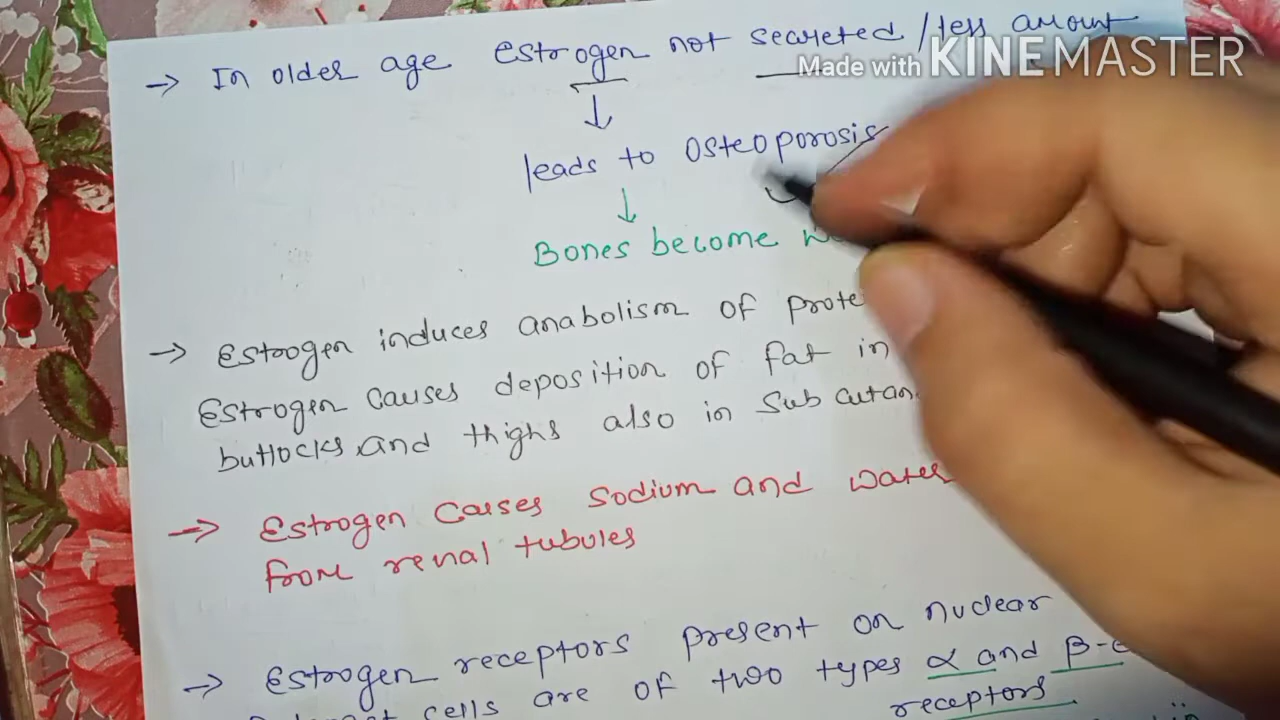 → In older age estrogen not secreted /less amount
Made with KINEMASTER
↓
leads to Osteoporosis
↓
Bones become
→ Estrogen induces anabolism of
Estrogen causes deposition of fat in
buttocks and thighs also in
→ Estrogen causes sodium and water
from renal tubules
→ Estrogen receptors present on nuclear
cells are of two types α and
receptors